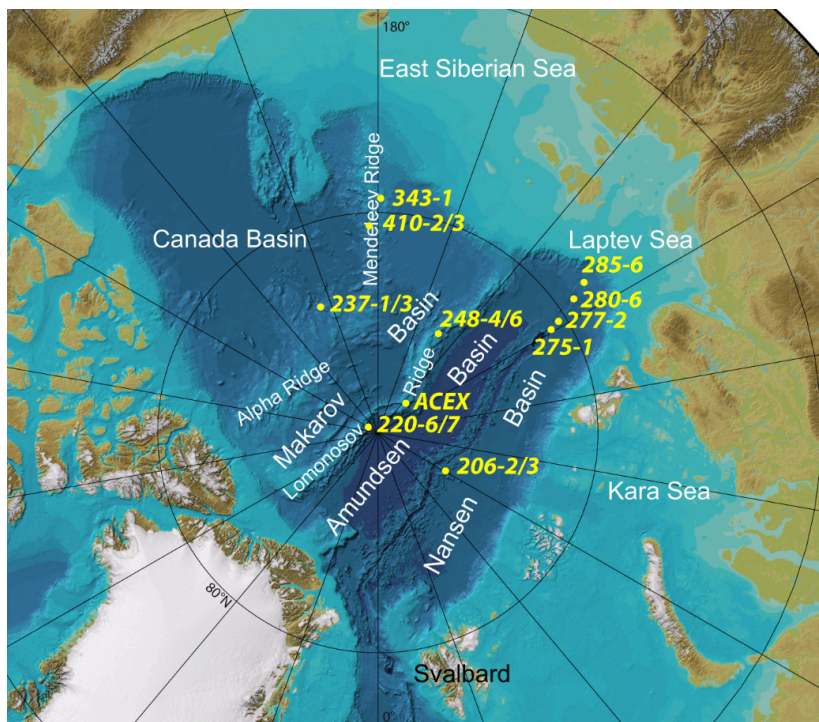 180°
East Siberian Sea
Mendeleev Ridge
343-1
410-2/3
Canada Basin
Laptev Sea
285-6
280-6
277-2
275-1
237-1/3
248-4/6
Makarov Basin
Alpha Ridge
Lomonosov Ridge
ACEX
220-6/7
Amundsen Basin
206-2/3
Nansen Basin
Kara Sea
80°N
Svalbard
0°